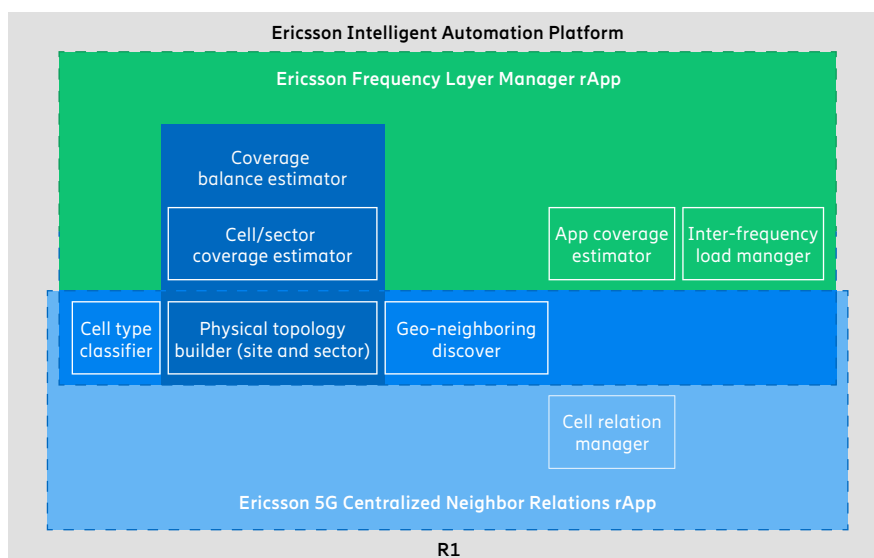 Ericsson Intelligent Automation Platform
Ericsson Frequency Layer Manager rApp
Coverage
balance estimator
Cell/sector
coverage estimator
App coverage
estimator
Inter-frequency
load manager
Cell type
classifier
Physical topology
builder (site and sector)
Geo-neighboring
discover
Cell relation
manager
Ericsson 5G Centralized Neighbor Relations rApp
R1